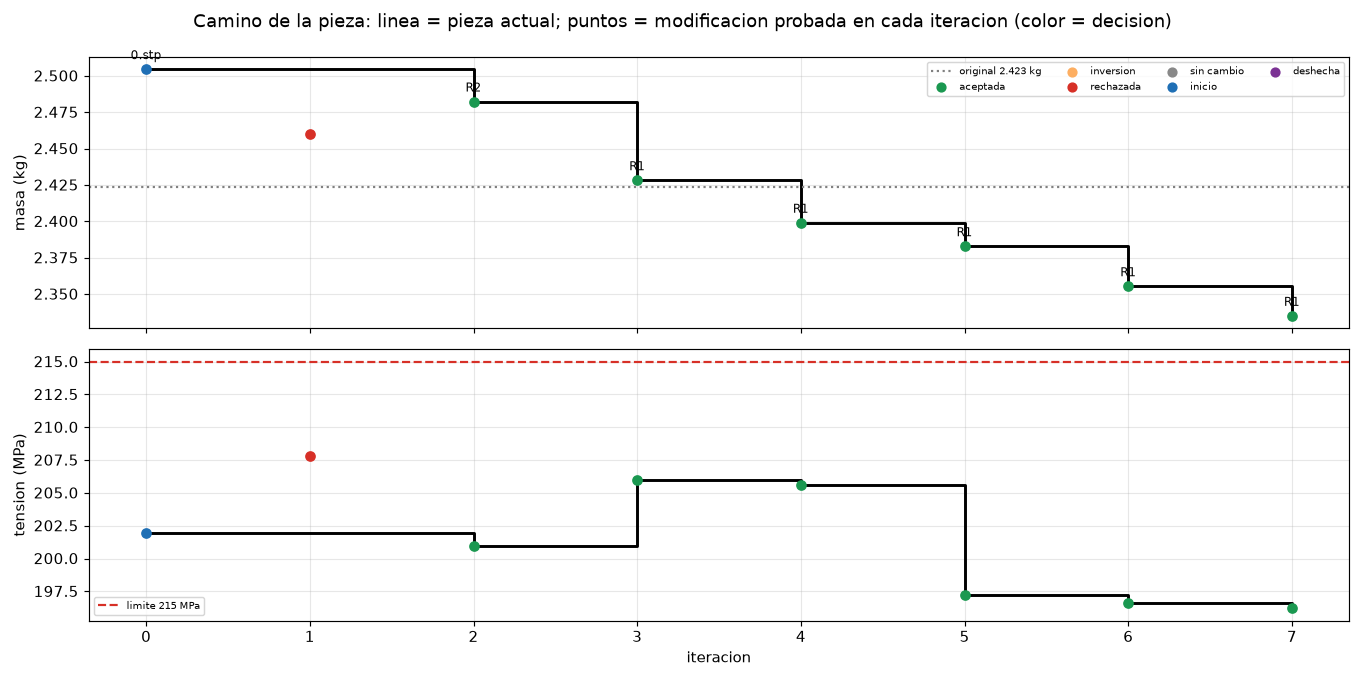 Camino de la pieza: linea = pieza actual; puntos = modificacion probada en cada iteracion (color = decision)
0.stp
R2
R1
R1
R1
R1
R1
original 2.423 kg
aceptada
inversion
rechazada
sin cambio
inicio
deshecha
2.500
2.475
2.450
2.425
2.400
2.375
2.350
masa (kg)
215.0
212.5
210.0
207.5
205.0
202.5
200.0
197.5
tension (MPa)
limite 215 MPa
0 1 2 3 4 5 6 7
iteracion